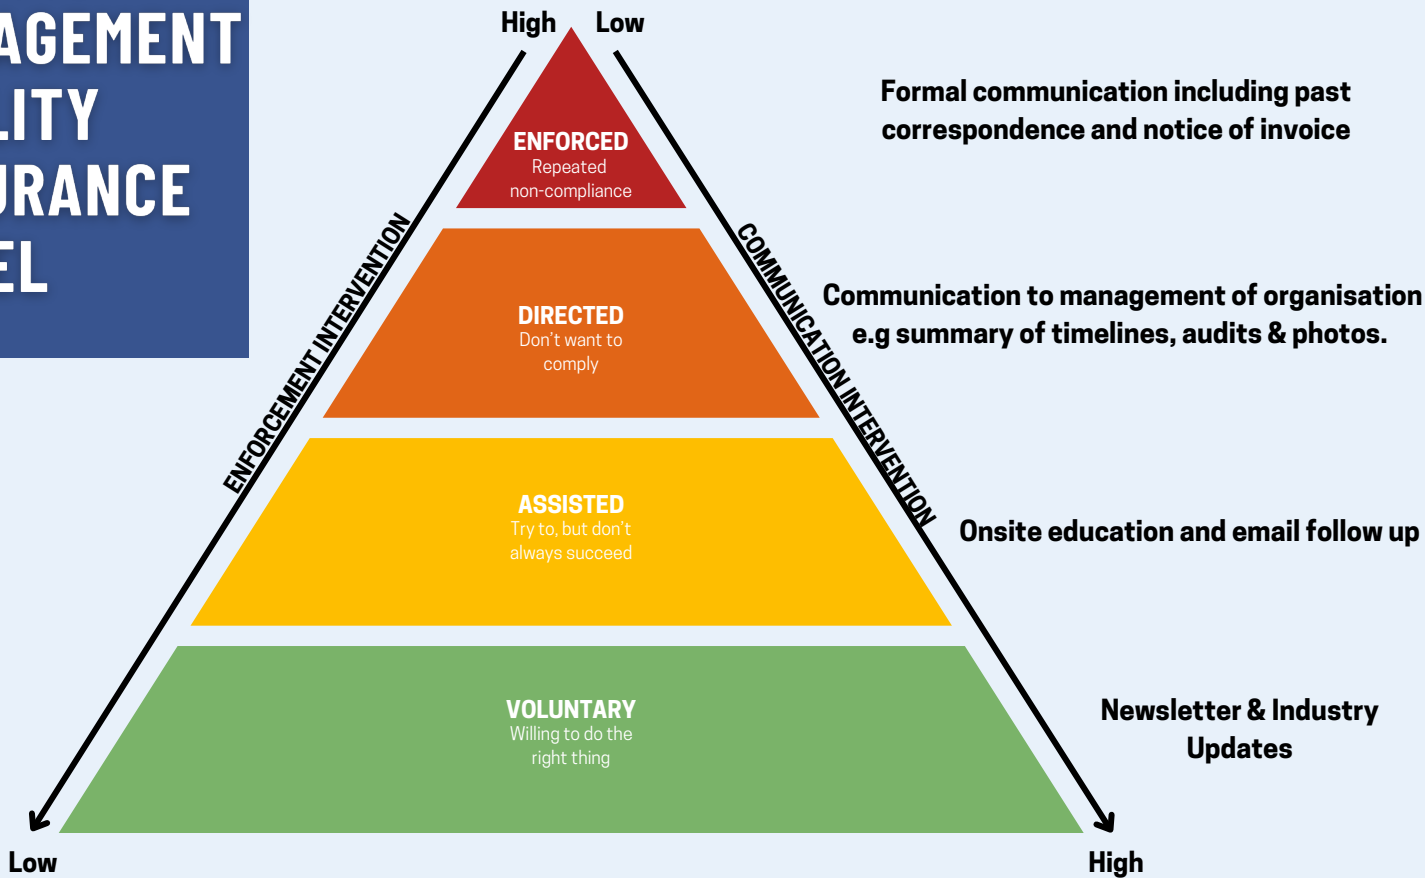 AGEMENT
LITY
URANCE
EL
High
Low
ENFORCED
Repeated
non-compliance
Formal communication including past
correspondence and notice of invoice
ENFORCEMENT INTERVENTION
COMMUNICATION INTERVENTION
DIRECTED
Don't want to
comply
Communication to management of organisation
e.g summary of timelines, audits & photos.
ASSISTED
Try to, but don't
always succeed
Onsite education and email follow up
VOLUNTARY
Willing to do the
right thing
Newsletter & Industry
Updates
Low
High